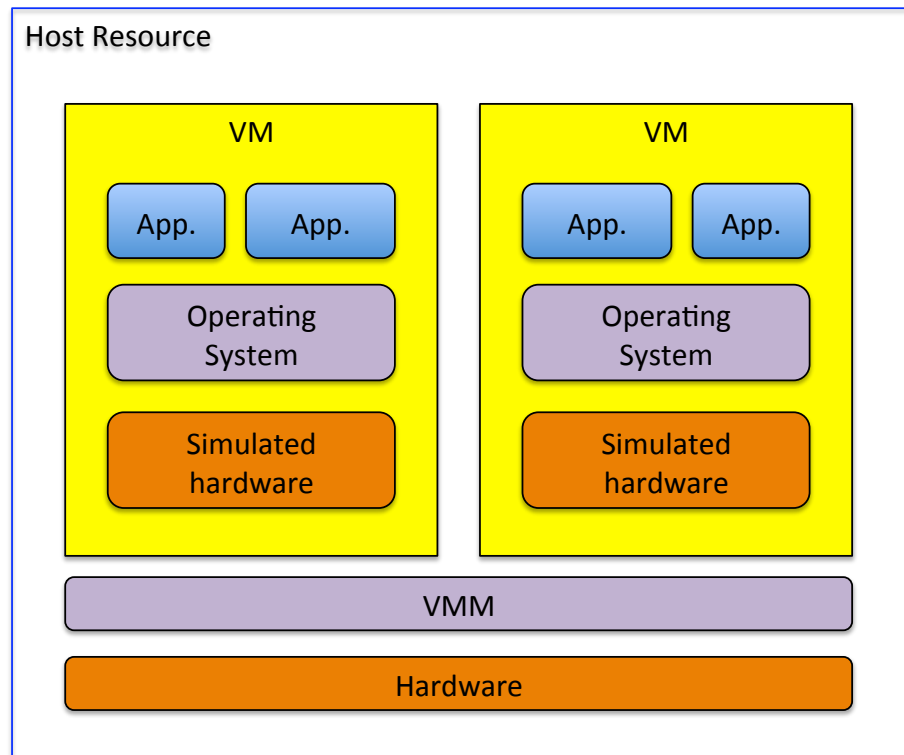 Host Resource
VM
VM
App.
App.
App.
App.
Operating
System
Operating
System
Simulated
hardware
Simulated
hardware
VMM
Hardware